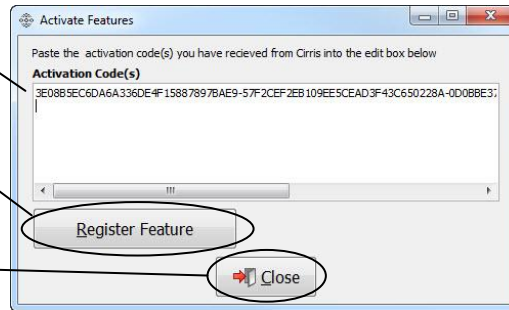 Activate Features
Paste the activation code(s) you have recieved from Cirris into the edit box below
Activation Code(s)
3E08B5EC6DA6A336DE4F15887897BAE9-57F2CEF2EB109EE5CEAD3F43C650228A-0D0BBE37
Register Feature
Close